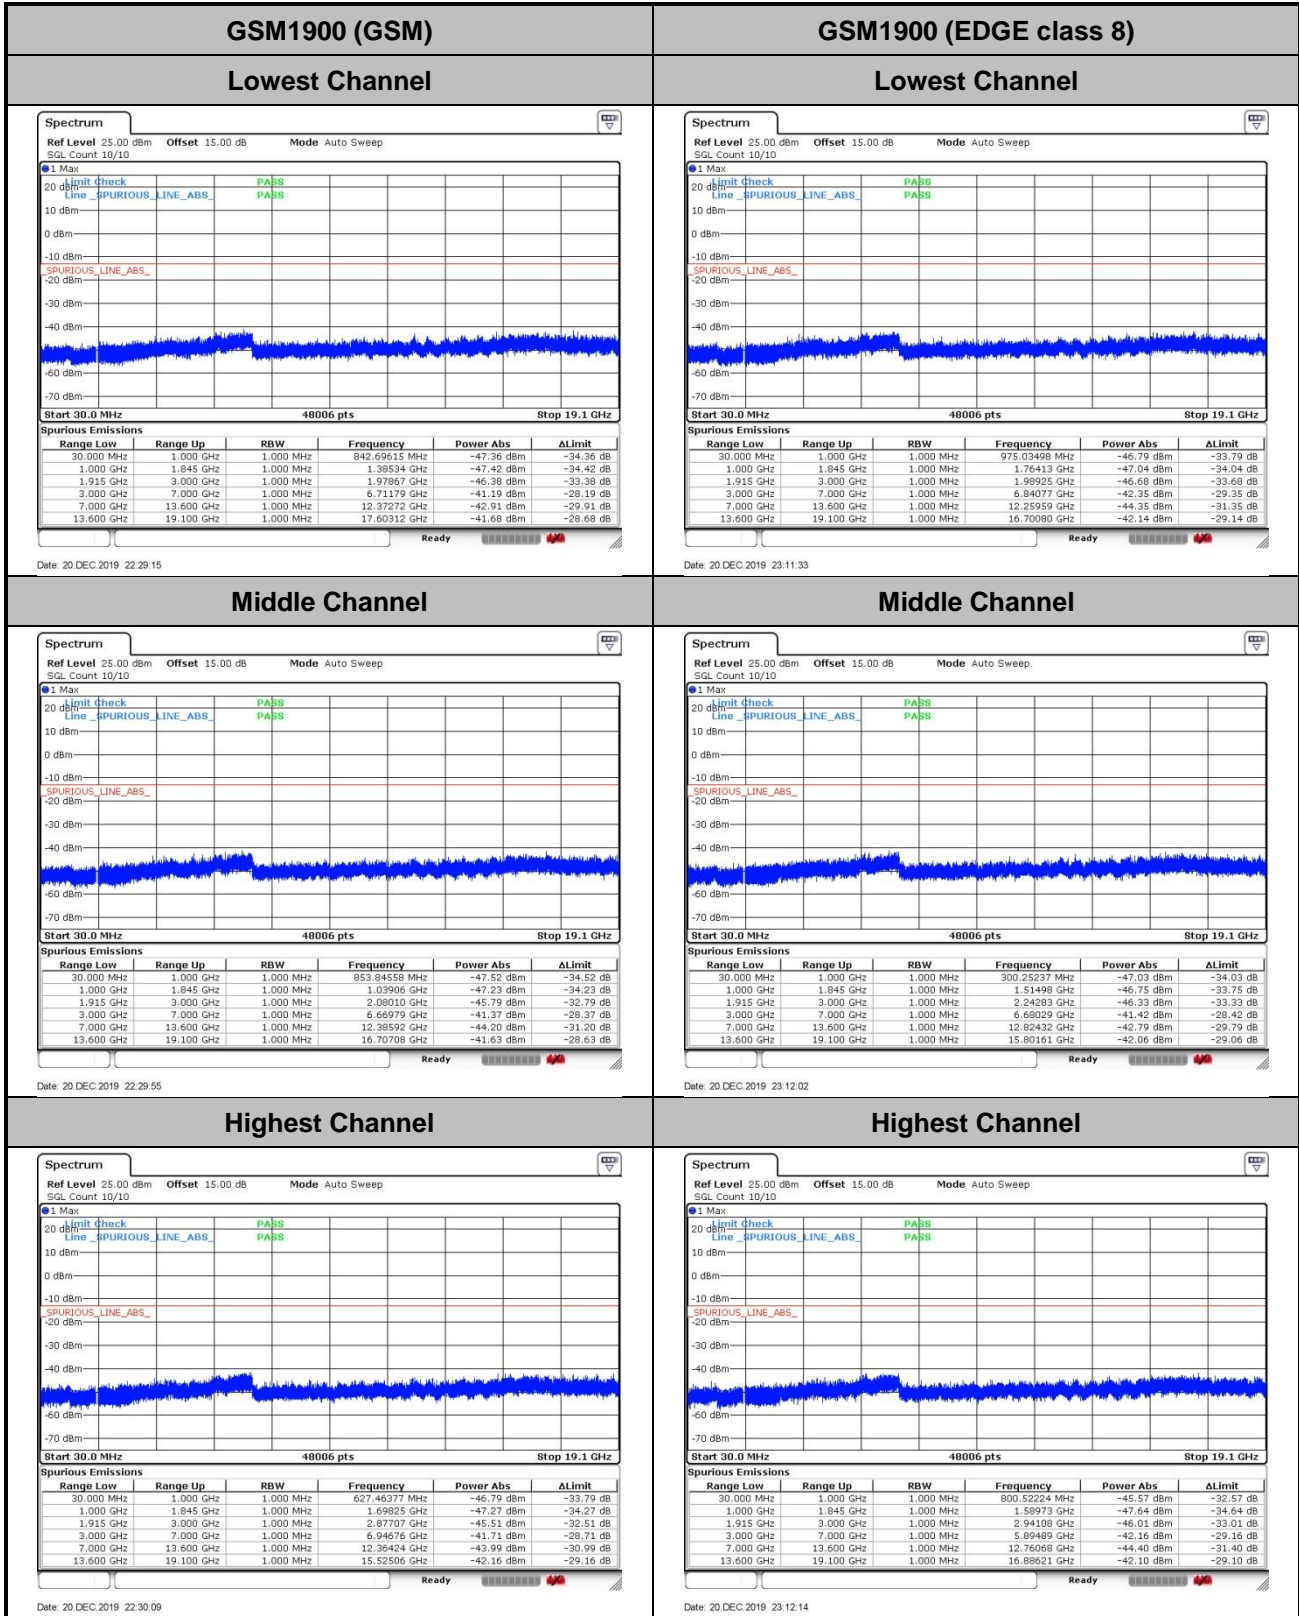 GSM1900 (GSM)
GSM1900 (EDGE class 8)
Lowest Channel
Lowest Channel
Spectrum
Ref Level 25.00 dBm Offset 15.00 dB Mode Auto Sweep
SGL Count 10/10
1 Max
Limit Check PASS
20 dBm
Line _SPURIOUS_LINE_ABS_ PASS
10 dBm
0 dBm
-10 dBm
_SPURIOUS_LINE_ABS_
-20 dBm
-30 dBm
-40 dBm
-60 dBm
-70 dBm
Start 30.0 MHz 48006 pts Stop 19.1 GHz
Spurious Emissions
Range Low Range Up RBW Frequency Power Abs ΔLimit
30.000 MHz 1.000 GHz 1.000 MHz 842.69615 MHz -47.36 dBm -34.36 dB
1.000 GHz 1.845 GHz 1.000 MHz 1.38534 GHz -47.42 dBm -34.42 dB
1.915 GHz 3.000 GHz 1.000 MHz 1.97867 GHz -46.38 dBm -33.38 dB
3.000 GHz 7.000 GHz 1.000 MHz 6.71179 GHz -41.19 dBm -28.19 dB
7.000 GHz 13.600 GHz 1.000 MHz 12.37272 GHz -42.91 dBm -29.91 dB
13.600 GHz 19.100 GHz 1.000 MHz 17.60312 GHz -41.68 dBm -28.68 dB
Ready
Date: 20.DEC.2019 22:29:15
Spectrum
Ref Level 25.00 dBm Offset 15.00 dB Mode Auto Sweep
SGL Count 10/10
1 Max
Limit Check PASS
20 dBm
Line _SPURIOUS_LINE_ABS_ PASS
10 dBm
0 dBm
-10 dBm
_SPURIOUS_LINE_ABS_
-20 dBm
-30 dBm
-40 dBm
-60 dBm
-70 dBm
Start 30.0 MHz 48006 pts Stop 19.1 GHz
Spurious Emissions
Range Low Range Up RBW Frequency Power Abs ΔLimit
30.000 MHz 1.000 GHz 1.000 MHz 975.03498 MHz -46.79 dBm -33.79 dB
1.000 GHz 1.845 GHz 1.000 MHz 1.76413 GHz -47.04 dBm -34.04 dB
1.915 GHz 3.000 GHz 1.000 MHz 1.98925 GHz -46.68 dBm -33.68 dB
3.000 GHz 7.000 GHz 1.000 MHz 6.84077 GHz -42.35 dBm -29.35 dB
7.000 GHz 13.600 GHz 1.000 MHz 12.25959 GHz -44.35 dBm -31.35 dB
13.600 GHz 19.100 GHz 1.000 MHz 16.70080 GHz -42.14 dBm -29.14 dB
Ready
Date: 20.DEC.2019 23:11:33
Middle Channel
Middle Channel
Spectrum
Ref Level 25.00 dBm Offset 15.00 dB Mode Auto Sweep
SGL Count 10/10
1 Max
Limit Check PASS
20 dBm
Line _SPURIOUS_LINE_ABS_ PASS
10 dBm
0 dBm
-10 dBm
_SPURIOUS_LINE_ABS_
-20 dBm
-30 dBm
-40 dBm
-60 dBm
-70 dBm
Start 30.0 MHz 48006 pts Stop 19.1 GHz
Spurious Emissions
Range Low Range Up RBW Frequency Power Abs ΔLimit
30.000 MHz 1.000 GHz 1.000 MHz 853.84558 MHz -47.52 dBm -34.52 dB
1.000 GHz 1.845 GHz 1.000 MHz 1.03906 GHz -47.23 dBm -34.23 dB
1.915 GHz 3.000 GHz 1.000 MHz 2.08010 GHz -45.79 dBm -32.79 dB
3.000 GHz 7.000 GHz 1.000 MHz 6.66979 GHz -41.37 dBm -28.37 dB
7.000 GHz 13.600 GHz 1.000 MHz 12.38592 GHz -44.20 dBm -31.20 dB
13.600 GHz 19.100 GHz 1.000 MHz 16.70708 GHz -41.63 dBm -28.63 dB
Ready
Date: 20.DEC.2019 22:29:55
Spectrum
Ref Level 25.00 dBm Offset 15.00 dB Mode Auto Sweep
SGL Count 10/10
1 Max
Limit Check PASS
20 dBm
Line _SPURIOUS_LINE_ABS_ PASS
10 dBm
0 dBm
-10 dBm
_SPURIOUS_LINE_ABS_
-20 dBm
-30 dBm
-40 dBm
-60 dBm
-70 dBm
Start 30.0 MHz 48006 pts Stop 19.1 GHz
Spurious Emissions
Range Low Range Up RBW Frequency Power Abs ΔLimit
30.000 MHz 1.000 GHz 1.000 MHz 300.25237 MHz -47.03 dBm -34.03 dB
1.000 GHz 1.845 GHz 1.000 MHz 1.51498 GHz -46.75 dBm -33.75 dB
1.915 GHz 3.000 GHz 1.000 MHz 2.24283 GHz -46.33 dBm -33.33 dB
3.000 GHz 7.000 GHz 1.000 MHz 6.68029 GHz -41.42 dBm -28.42 dB
7.000 GHz 13.600 GHz 1.000 MHz 12.82432 GHz -42.79 dBm -29.79 dB
13.600 GHz 19.100 GHz 1.000 MHz 15.80161 GHz -42.06 dBm -29.06 dB
Ready
Date: 20.DEC.2019 23:12:02
Highest Channel
Highest Channel
Spectrum
Ref Level 25.00 dBm Offset 15.00 dB Mode Auto Sweep
SGL Count 10/10
1 Max
Limit Check PASS
20 dBm
Line _SPURIOUS_LINE_ABS_ PASS
10 dBm
0 dBm
-10 dBm
_SPURIOUS_LINE_ABS_
-20 dBm
-30 dBm
-40 dBm
-60 dBm
-70 dBm
Start 30.0 MHz 48006 pts Stop 19.1 GHz
Spurious Emissions
Range Low Range Up RBW Frequency Power Abs ΔLimit
30.000 MHz 1.000 GHz 1.000 MHz 627.46377 MHz -46.79 dBm -33.79 dB
1.000 GHz 1.845 GHz 1.000 MHz 1.69825 GHz -47.27 dBm -34.27 dB
1.915 GHz 3.000 GHz 1.000 MHz 2.87707 GHz -45.51 dBm -32.51 dB
3.000 GHz 7.000 GHz 1.000 MHz 6.94676 GHz -41.71 dBm -28.71 dB
7.000 GHz 13.600 GHz 1.000 MHz 12.36424 GHz -43.99 dBm -30.99 dB
13.600 GHz 19.100 GHz 1.000 MHz 15.52506 GHz -42.16 dBm -29.16 dB
Ready
Date: 20.DEC.2019 22:30:09
Spectrum
Ref Level 25.00 dBm Offset 15.00 dB Mode Auto Sweep
SGL Count 10/10
1 Max
Limit Check PASS
20 dBm
Line _SPURIOUS_LINE_ABS_ PASS
10 dBm
0 dBm
-10 dBm
_SPURIOUS_LINE_ABS_
-20 dBm
-30 dBm
-40 dBm
-60 dBm
-70 dBm
Start 30.0 MHz 48006 pts Stop 19.1 GHz
Spurious Emissions
Range Low Range Up RBW Frequency Power Abs ΔLimit
30.000 MHz 1.000 GHz 1.000 MHz 800.52224 MHz -45.57 dBm -32.57 dB
1.000 GHz 1.845 GHz 1.000 MHz 1.58973 GHz -47.64 dBm -34.64 dB
1.915 GHz 3.000 GHz 1.000 MHz 2.94108 GHz -46.01 dBm -33.01 dB
3.000 GHz 7.000 GHz 1.000 MHz 5.89489 GHz -42.16 dBm -29.16 dB
7.000 GHz 13.600 GHz 1.000 MHz 12.76068 GHz -44.40 dBm -31.40 dB
13.600 GHz 19.100 GHz 1.000 MHz 16.88621 GHz -42.10 dBm -29.10 dB
Ready
Date: 20.DEC.2019 23:12:14